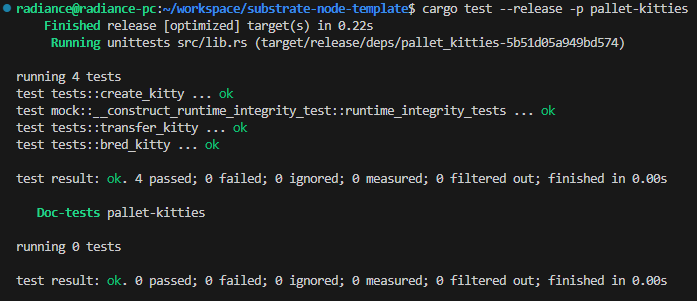 radiance@radiance-pc:~/workspace/substrate-node-template$ cargo test --release -p pallet-kitties
Finished release [optimized] target(s) in 0.22s
Running unittests src/lib.rs (target/release/deps/pallet_kitties-5b51d05a949bd574)
running 4 tests
test tests::create_kitty ... ok
test mock::__construct_runtime_integrity_test::runtime_integrity_tests ... ok
test tests::transfer_kitty ... ok
test tests::bred_kitty ... ok
test result: ok. 4 passed; 0 failed; 0 ignored; 0 measured; 0 filtered out; finished in 0.00s
Doc-tests pallet-kitties
running 0 tests
test result: ok. 0 passed; 0 failed; 0 ignored; 0 measured; 0 filtered out; finished in 0.00s